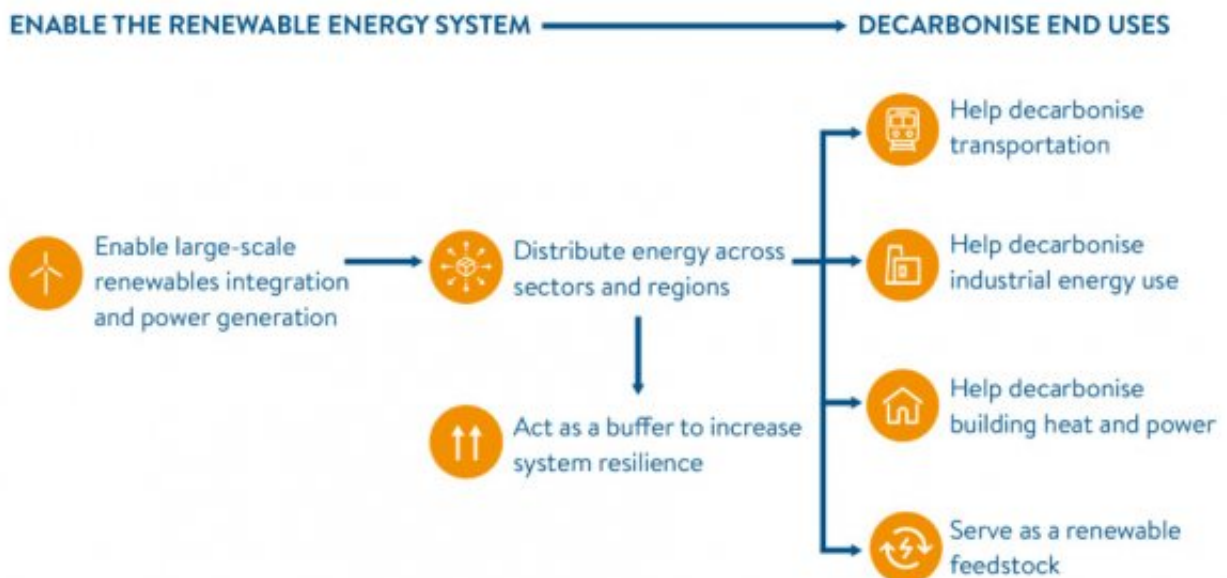 ENABLE THE RENEWABLE ENERGY SYSTEM
DECARBONISE END USES
Enable large-scale
renewables integration
and power generation
Distribute energy across
sectors and regions
Act as a buffer to increase
system resilience
Help decarbonise
transportation
Help decarbonise
industrial energy use
Help decarbonise
building heat and power
Serve as a renewable
feedstock